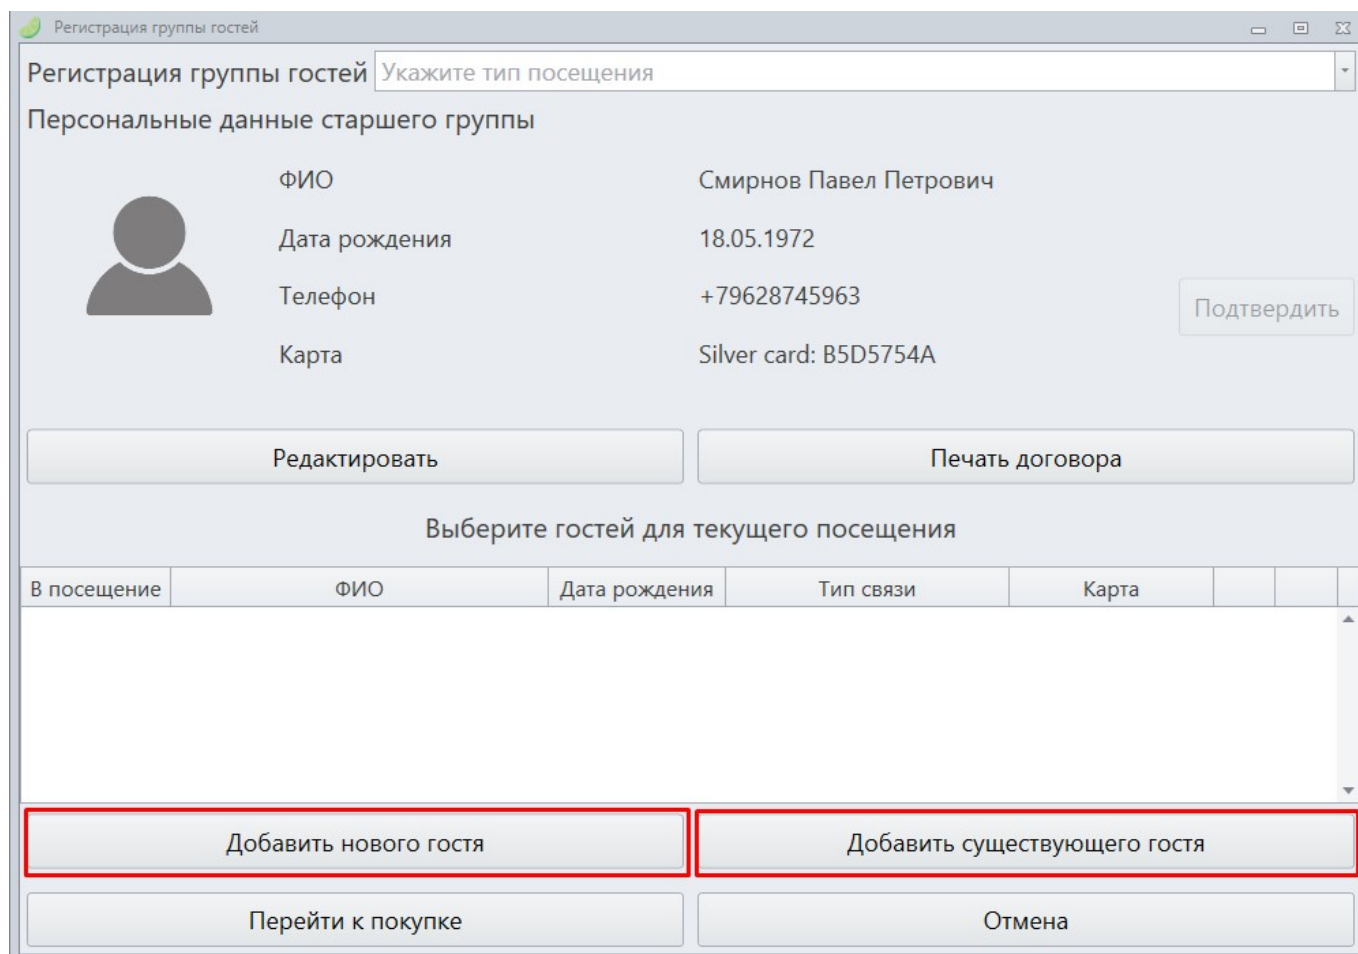 Регистрация группы гостей
Регистрация группы гостей Укажите тип посещения
Персональные данные старшего группы
ФИО Смирнов Павел Петрович
Дата рождения 18.05.1972
Телефон +79628745963
Подтвердить
Карта Silver card: B5D5754A
Редактировать Печать договора
Выберите гостей для текущего посещения
В посещение ФИО Дата рождения Тип связи Карта
Добавить нового гостя Добавить существующего гостя
Перейти к покупке Отмена